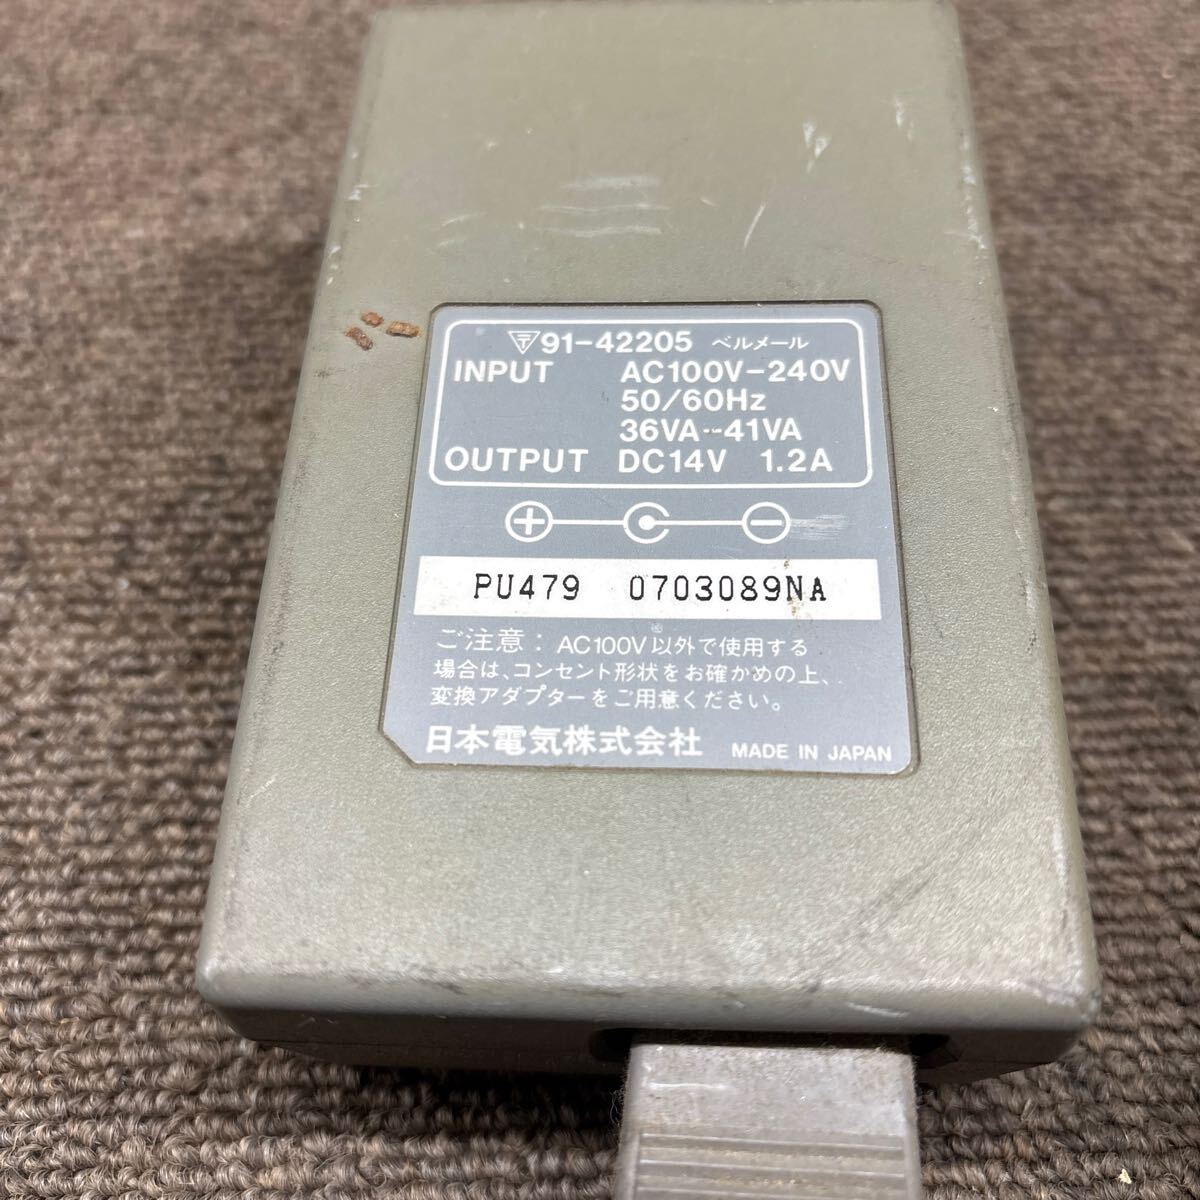 91-42205 ベルメール
INPUT AC100V-240V
50/60Hz
36VA--41VA
OUTPUT DC14V 1.2A
PU479 0703089NA
ご注意：AC100V以外で使用する
場合は、コンセント形状をお確かめの上、
変換アダプターをご用意ください。
日本電気株式会社 MADE IN JAPAN